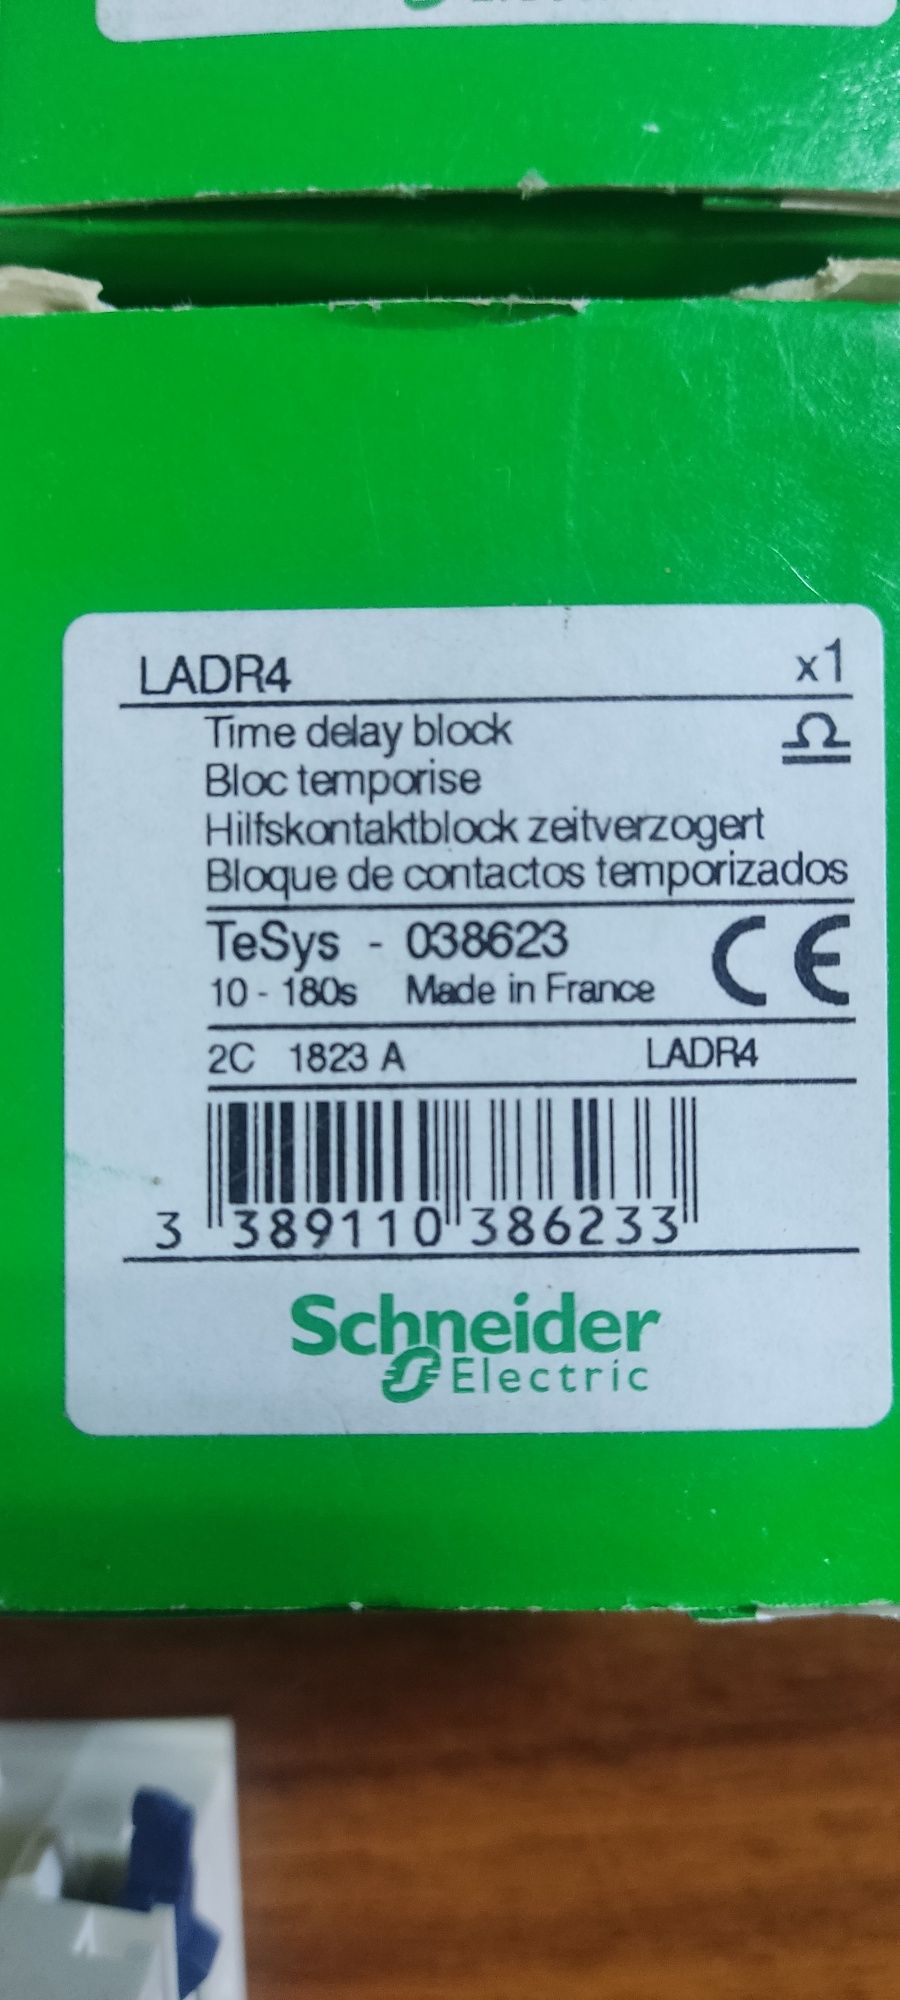 LADR4 x1
Time delay block
Bloc temporise
Hilfskontaktblock zeitverzogert
Bloque de contactos temporizados
TeSys - 038623
10 - 180s Made in France CE
2C 1823 A LADR4
3 389110 386233
Schneider
Electric